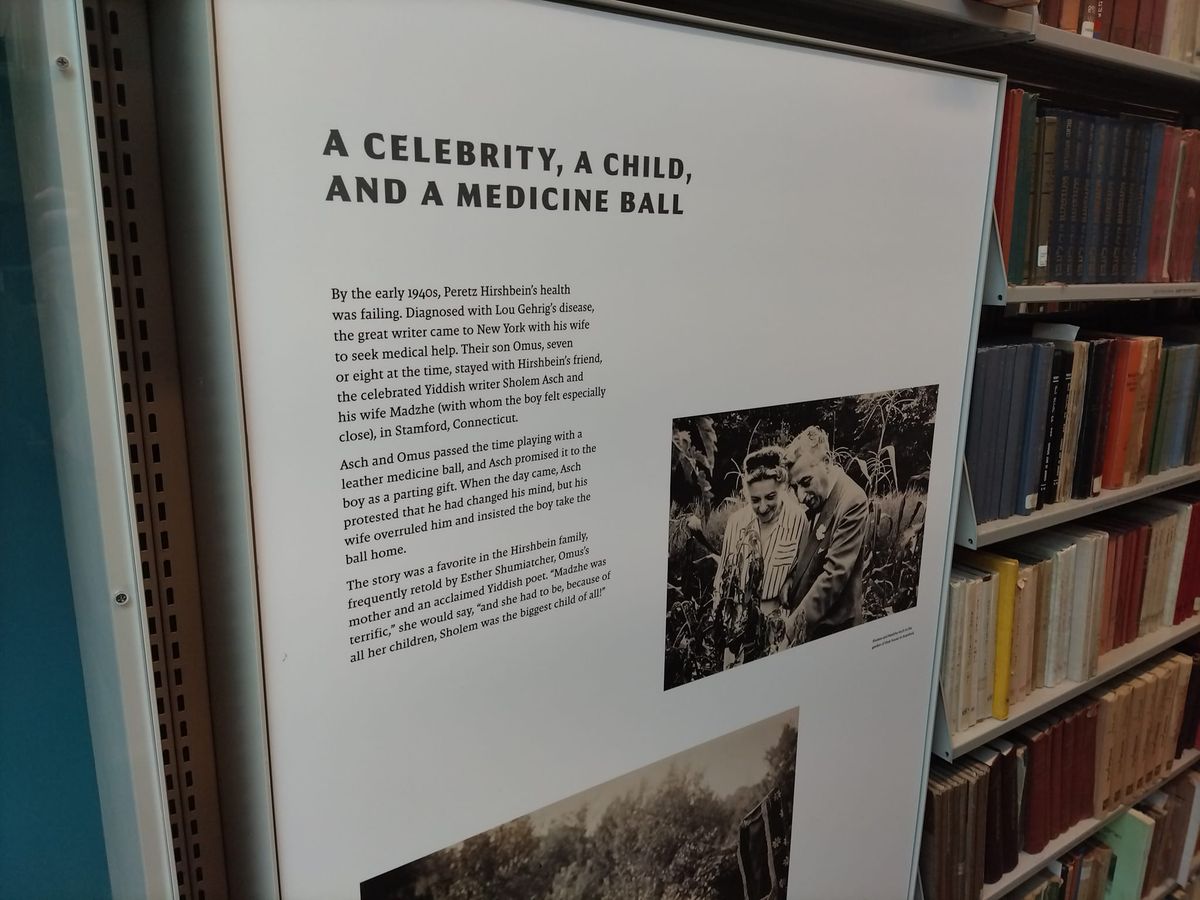 A CELEBRITY, A CHILD,
AND A MEDICINE BALL
By the early 1940s, Peretz Hirshbein's health
was failing. Diagnosed with Lou Gehrig's disease,
the great writer came to New York with his wife
to seek medical help. Their son Omus, seven
or eight at the time, stayed with Hirshbein's friend,
the celebrated Yiddish writer Sholem Asch and
his wife Madzhe (with whom the boy felt especially
close), in Stamford, Connecticut.
Asch and Omus passed the time playing with a
leather medicine ball, and Asch promised it to the
boy as a parting gift. When the day came, Asch
protested that he had changed his mind, but his
wife overruled him and insisted the boy take the
ball home.
The story was a favorite in the Hirshbein family,
frequently retold by Esther Shumiatcher, Omus's
mother and an acclaimed Yiddish poet. “Madzhe was
terrific,” she would say, “and she had to be, because of
all her children, Sholem was the biggest child of all!”